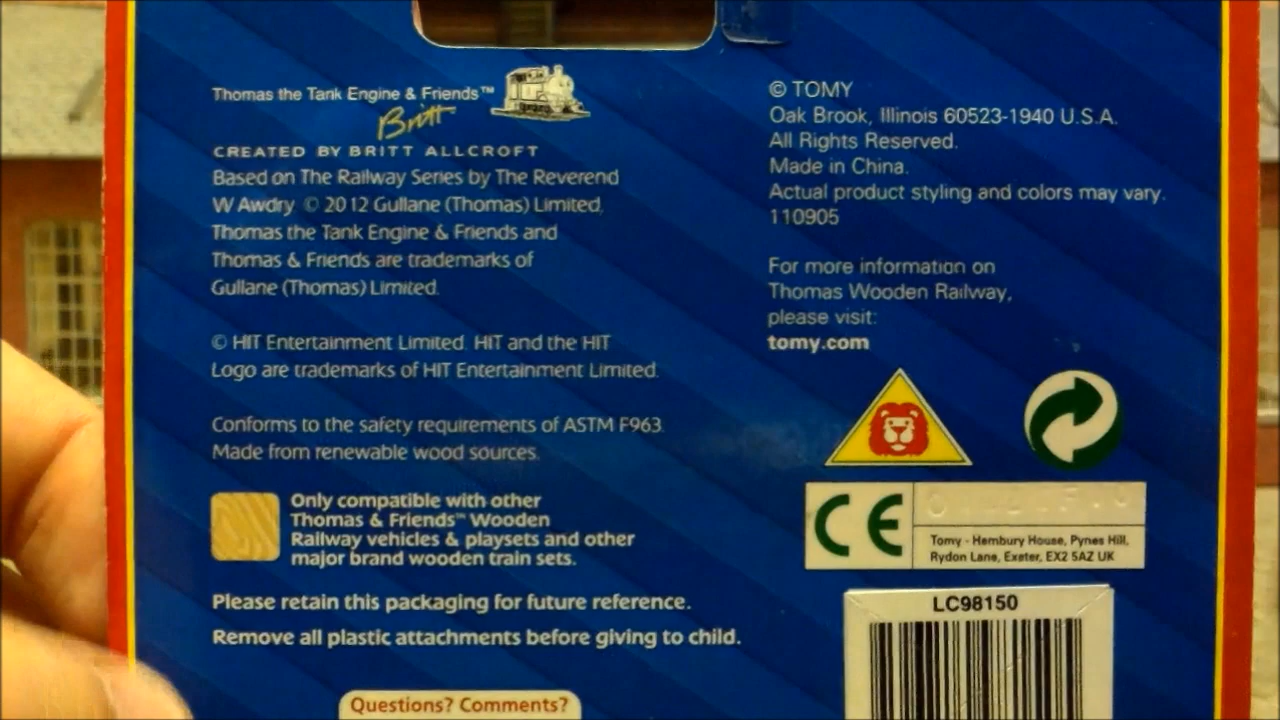 Thomas the Tank Engine & Friends™
Britt
CREATED BY BRITT ALLCROFT
Based on The Railway Series by The Reverend
W Awdry © 2012 Gullane (Thomas) Limited.
Thomas the Tank Engine & Friends and
Thomas & Friends are trademarks of
Gullane (Thomas) Limited.
© HIT Entertainment Limited. HIT and the HIT
Logo are trademarks of HIT Entertainment Limited.
Conforms to the safety requirements of ASTM F963.
Made from renewable wood sources.
Only compatible with other
Thomas & Friends™ Wooden
Railway vehicles & playsets and other
major brand wooden train sets.
Please retain this packaging for future reference.
Remove all plastic attachments before giving to child.
Questions? Comments?
© TOMY
Oak Brook, Illinois 60523-1940 U.S.A.
All Rights Reserved.
Made in China.
Actual product styling and colors may vary.
110905
For more information on
Thomas Wooden Railway,
please visit:
tomy.com
CE
Tomy - Hembury House, Pynes Hill,
Rydon Lane, Exeter, EX2 5AZ UK
LC98150